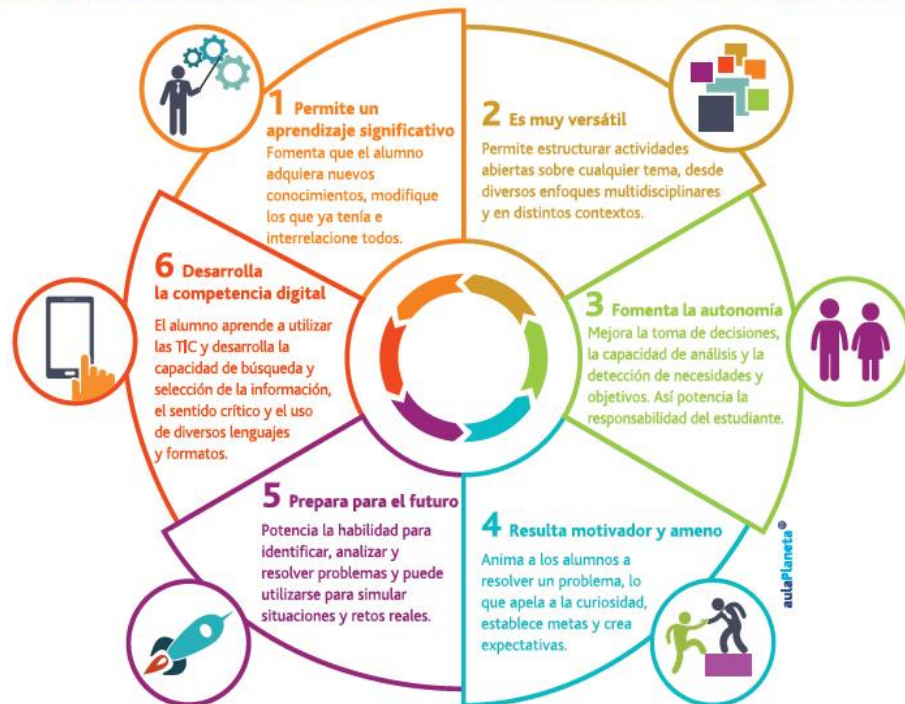 1 Permite un
aprendizaje significativo
Fomenta que el alumno
adquiera nuevos
conocimientos, modifique
los que ya tenía e
interrelacione todos.
2 Es muy versátil
Permite estructurar actividades
abiertas sobre cualquier tema, desde
diversos enfoques multidisciplinares
y en distintos contextos.
3 Fomenta la autonomía
Mejora la toma de decisiones,
la capacidad de análisis y la
detección de necesidades y
objetivos. Así potencia la
responsabilidad del estudiante.
4 Resulta motivador y ameno
Anima a los alumnos a
resolver un problema, lo
que apela a la curiosidad,
establece metas y crea
expectativas.
5 Prepara para el futuro
Potencia la habilidad para
identificar, analizar y
resolver problemas y puede
utilizarse para simular
situaciones y retos reales.
6 Desarrolla
la competencia digital
El alumno aprende a utilizar
las TIC y desarrolla la
capacidad de búsqueda y
selección de la información,
el sentido crítico y el uso
de diversos lenguajes
y formatos.
aulaPlaneta®